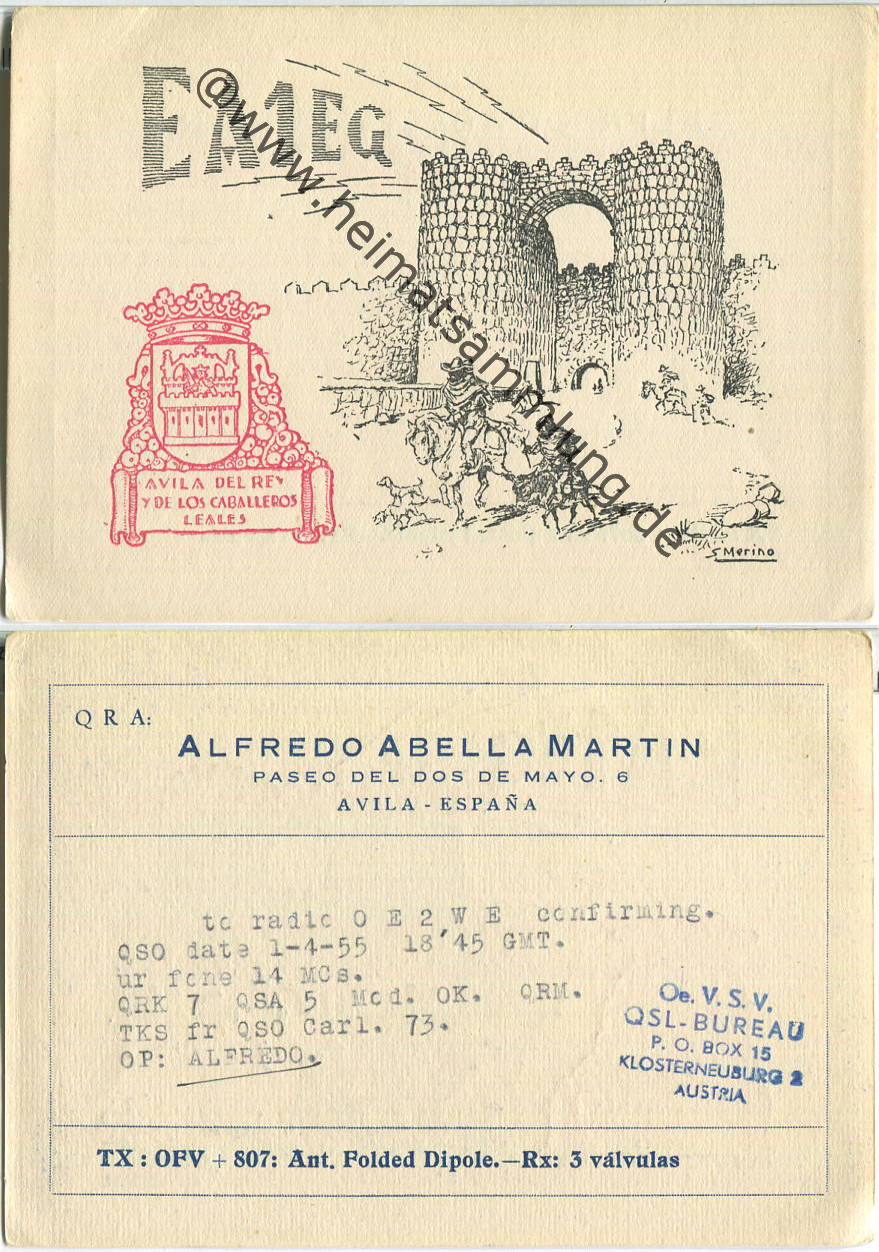 EA1EG
@www.heimatsammlung.de
AVILA DEL REY
Y DE LOS CABALLEROS
LEALES
S Merino
Q R A:
ALFREDO ABELLA MARTIN
PASEO DEL DOS DE MAYO. 6
AVILA - ESPAÑA
to radio O E 2 W E confirming.
QSO date 1-4-55 18'45 GMT.
ur fone 14 MCs.
QRK 7 QSA 5 Mod. OK. QRM.
TKS fr QSO Carl. 73.
OP: ALFREDO.
Oe. V. S. V.
QSL-BUREAU
P. O. BOX 15
KLOSTERNEUBURG 2
AUSTRIA
TX : OFV + 807: Ant. Folded Dipole.—Rx: 3 válvulas